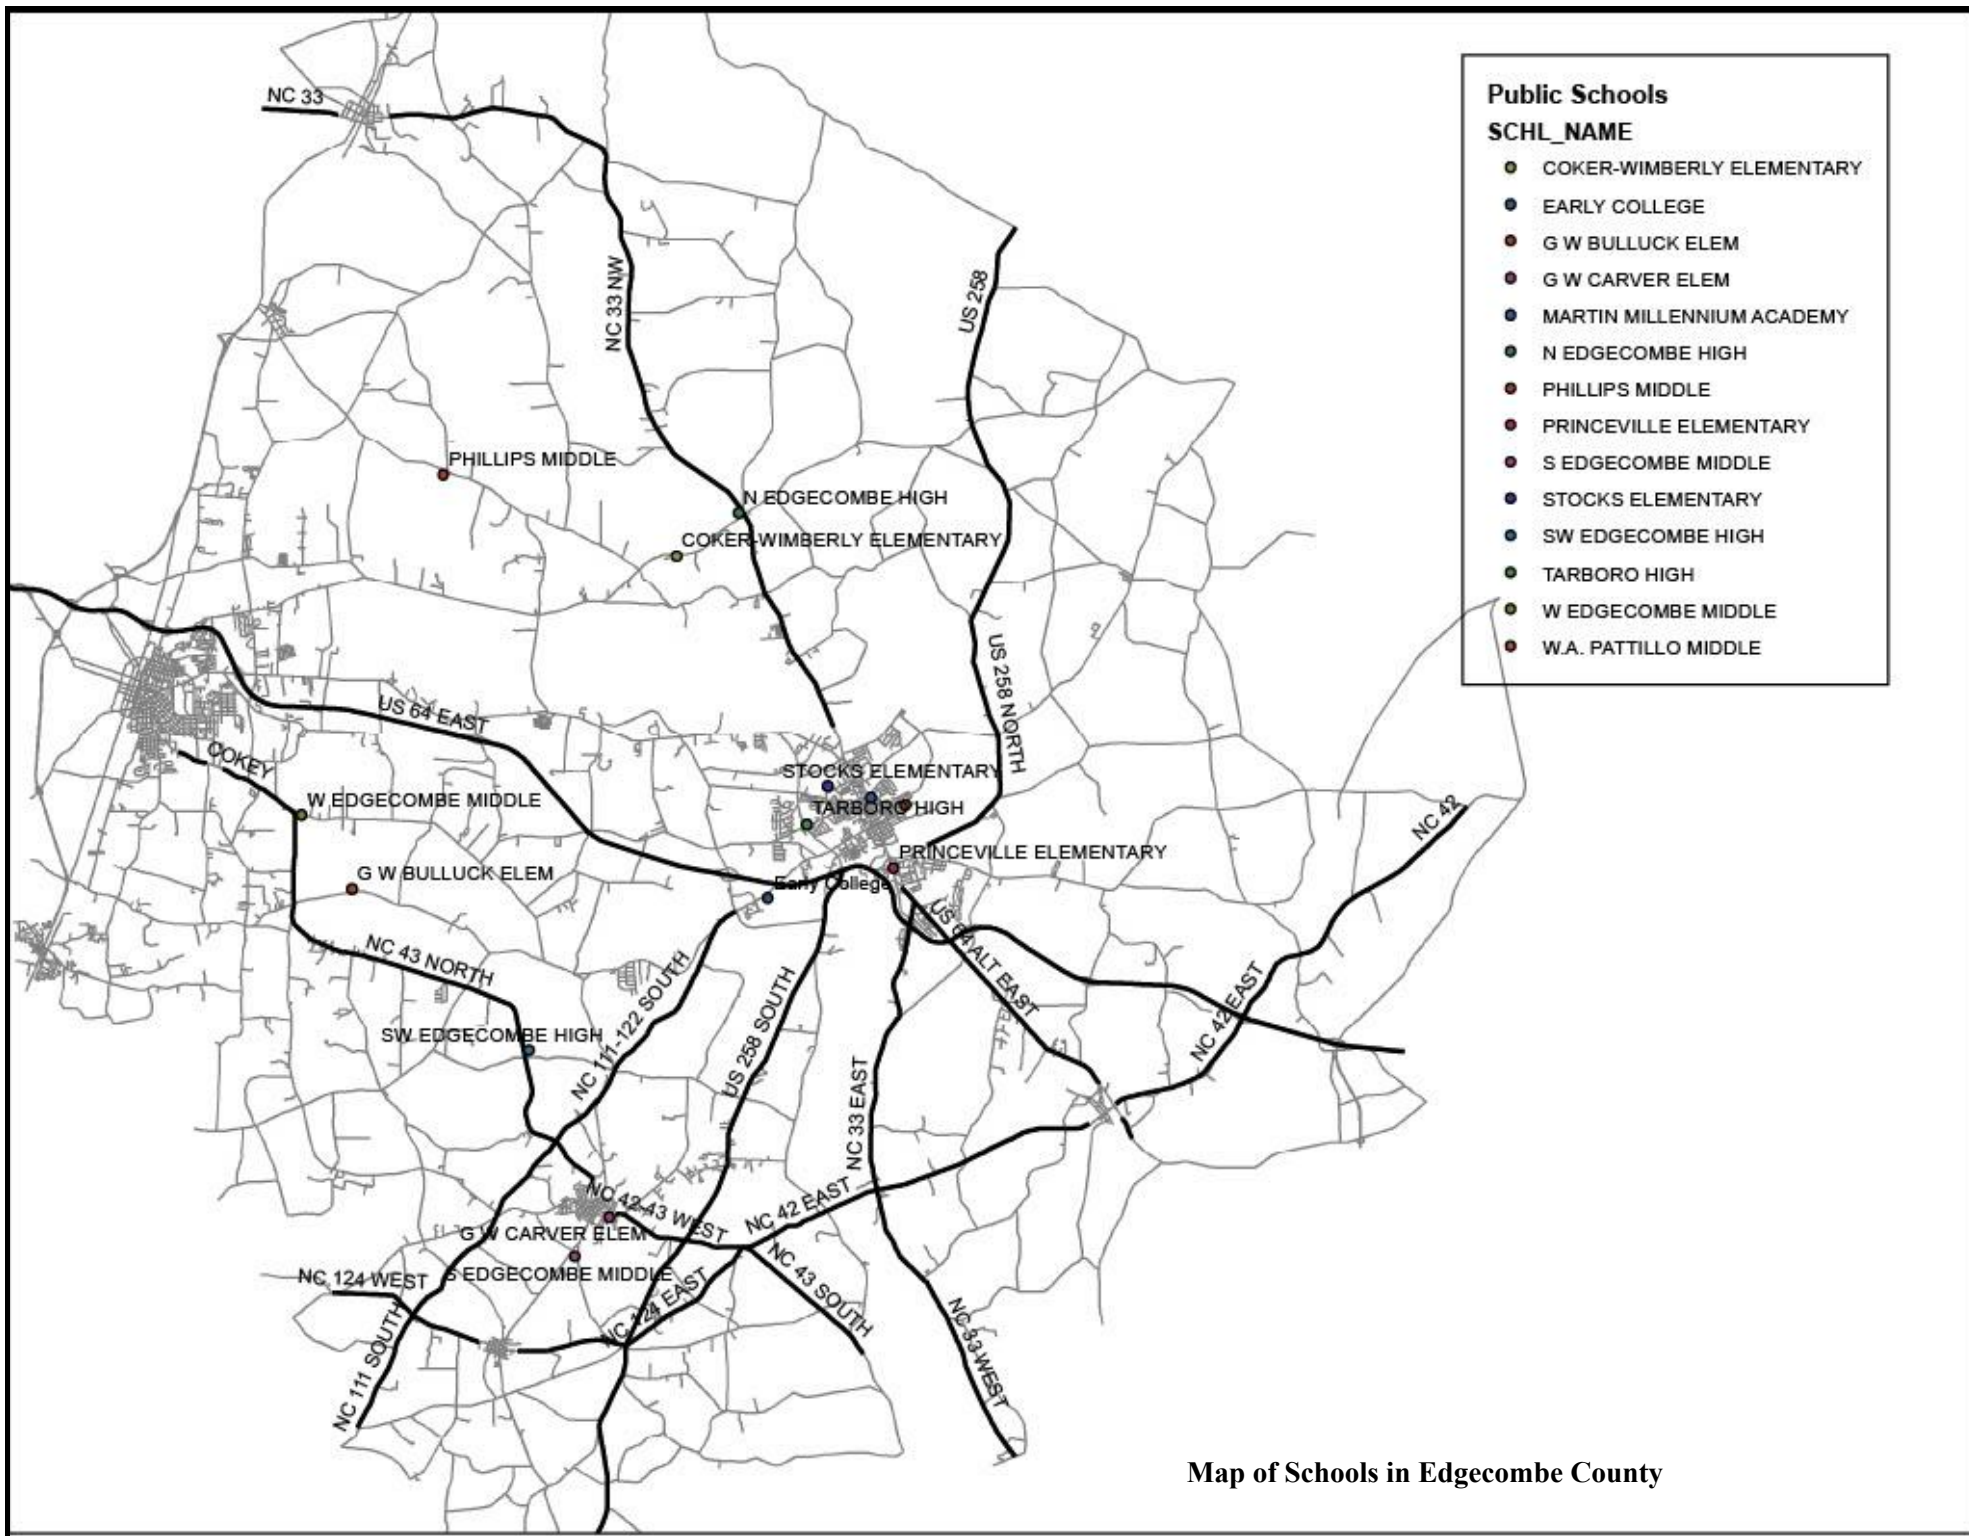 NC 33
Public Schools
SCHL_NAME
COKER-WIMBERLY ELEMENTARY
EARLY COLLEGE
G W BULLUCK ELEM
G W CARVER ELEM
MARTIN MILLENNIUM ACADEMY
N EDGECOMBE HIGH
PHILLIPS MIDDLE
PRINCEVILLE ELEMENTARY
S EDGECOMBE MIDDLE
STOCKS ELEMENTARY
SW EDGECOMBE HIGH
TARBORO HIGH
W EDGECOMBE MIDDLE
W.A. PATTILLO MIDDLE
NC 33 NW
US 258
PHILLIPS MIDDLE
N EDGECOMBE HIGH
COKER-WIMBERLY ELEMENTARY
US 258 NORTH
US 64 EAST
COKEY
STOCKS ELEMENTARY
W EDGECOMBE MIDDLE
TARBORO HIGH
NC 42
PRINCEVILLE ELEMENTARY
G W BULLUCK ELEM
Early College
US 64 ALT EAST
NC 43 NORTH
NC 111-122 SOUTH
US 258 SOUTH
NC 42 EAST
SW EDGECOMBE HIGH
NC 33 EAST
NC 42-43 WEST
NC 42 EAST
G W CARVER ELEM
NC 124 WEST
S EDGECOMBE MIDDLE
NC 43 SOUTH
NC 124 EAST
NC 111 SOUTH
NC 33 WEST
Map of Schools in Edgecombe County